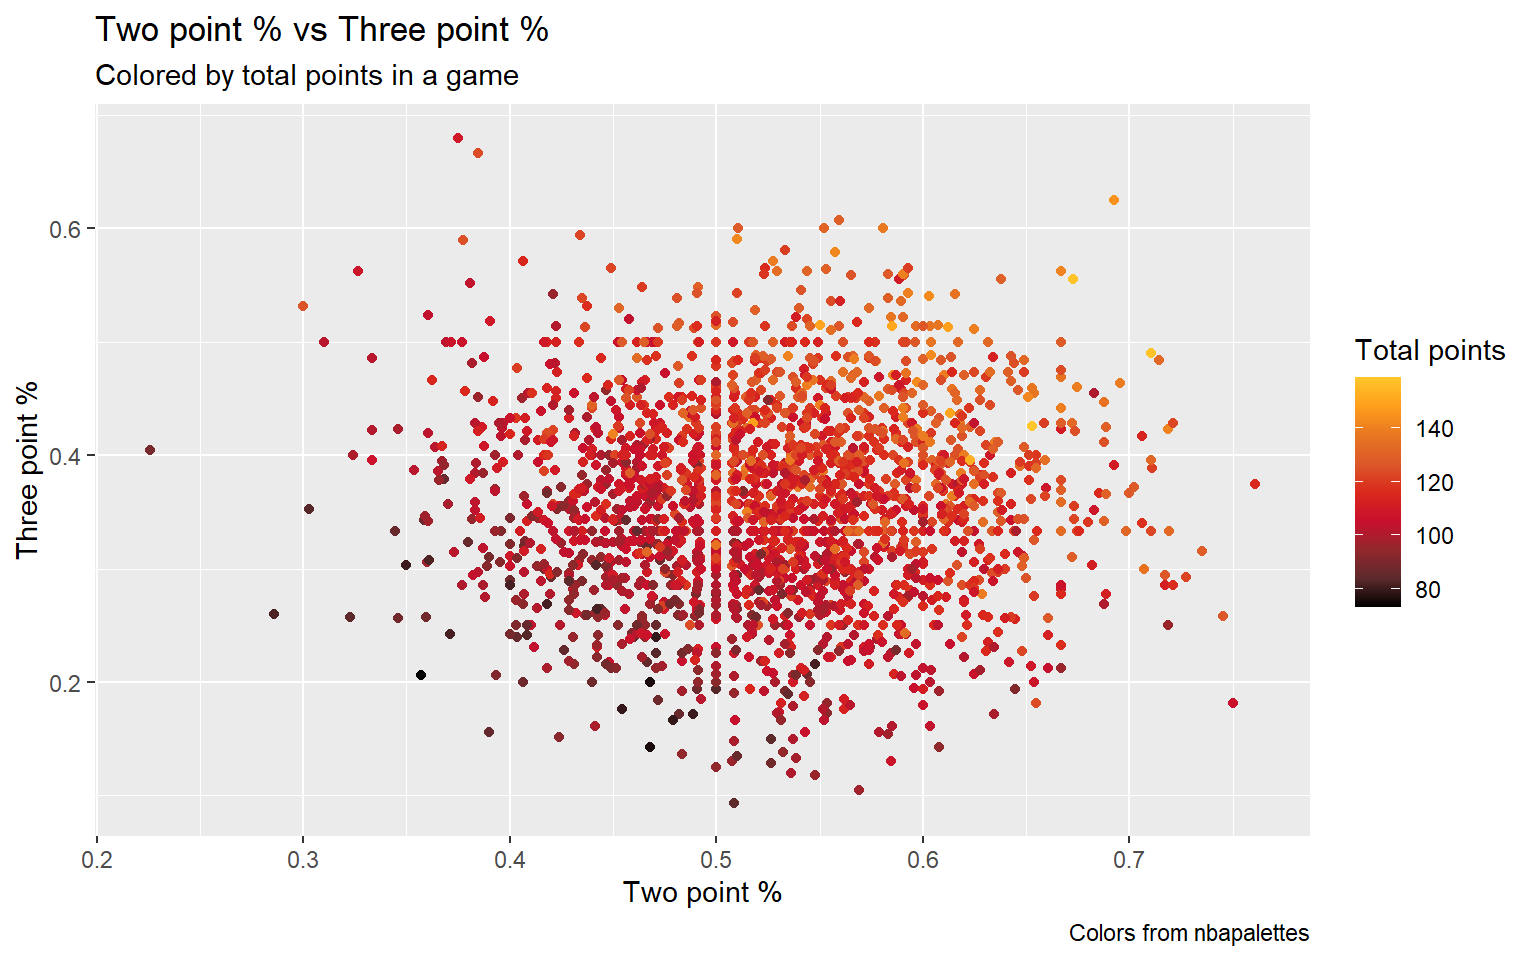 Two point % vs Three point %
Colored by total points in a game
Three point %
0.6
0.4
0.2
0.2 0.3 0.4 0.5 0.6 0.7
Two point %
Total points
140
120
100
80
Colors from nbapalettes